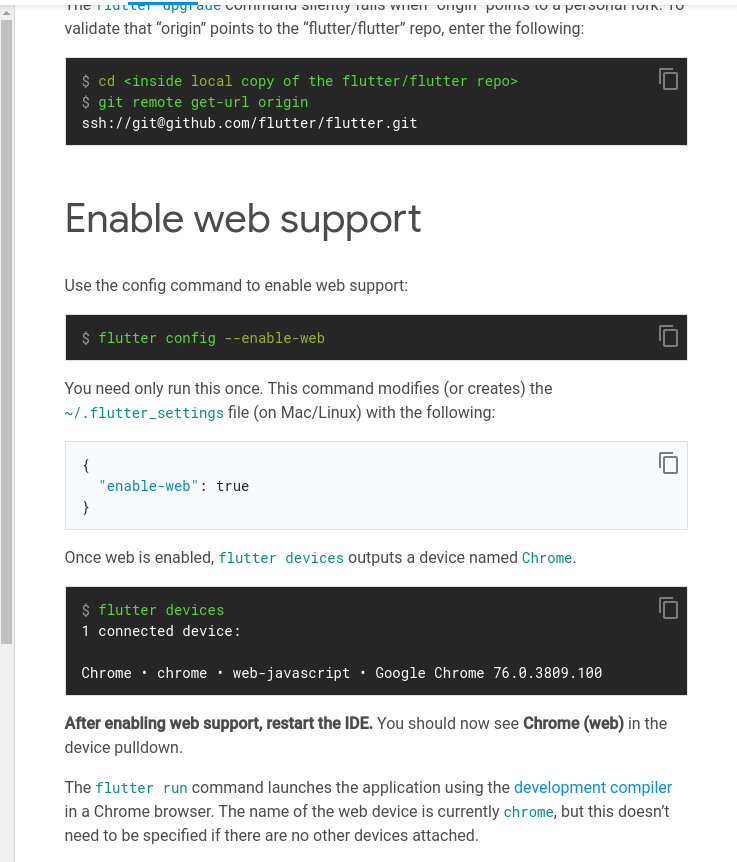 The flutter upgrade command silently fails when “origin” points to a personal fork. To
validate that “origin” points to the “flutter/flutter” repo, enter the following:
$ cd <inside local copy of the flutter/flutter repo>
$ git remote get-url origin
ssh://git@github.com/flutter/flutter.git
Enable web support
Use the config command to enable web support:
$ flutter config --enable-web
You need only run this once. This command modifies (or creates) the
~/.flutter_settings file (on Mac/Linux) with the following:
{
"enable-web": true
}
Once web is enabled, flutter devices outputs a device named Chrome.
$ flutter devices
1 connected device:
Chrome • chrome • web-javascript • Google Chrome 76.0.3809.100
After enabling web support, restart the IDE. You should now see Chrome (web) in the
device pulldown.
The flutter run command launches the application using the development compiler
in a Chrome browser. The name of the web device is currently chrome, but this doesn’t
need to be specified if there are no other devices attached.